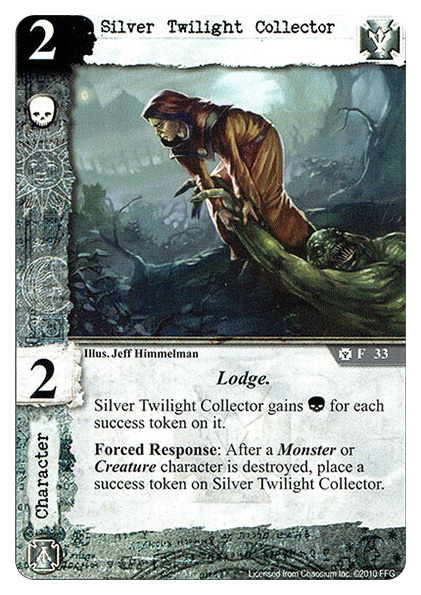 2
Silver Twilight Collector
Illus. Jeff Himmelman
F 33
2
Character
Lodge.
Silver Twilight Collector gains for each
success token on it.
Forced Response: After a Monster or
Creature character is destroyed, place a
success token on Silver Twilight Collector.
Licensed from Chaosium Inc. ©2010 FFG